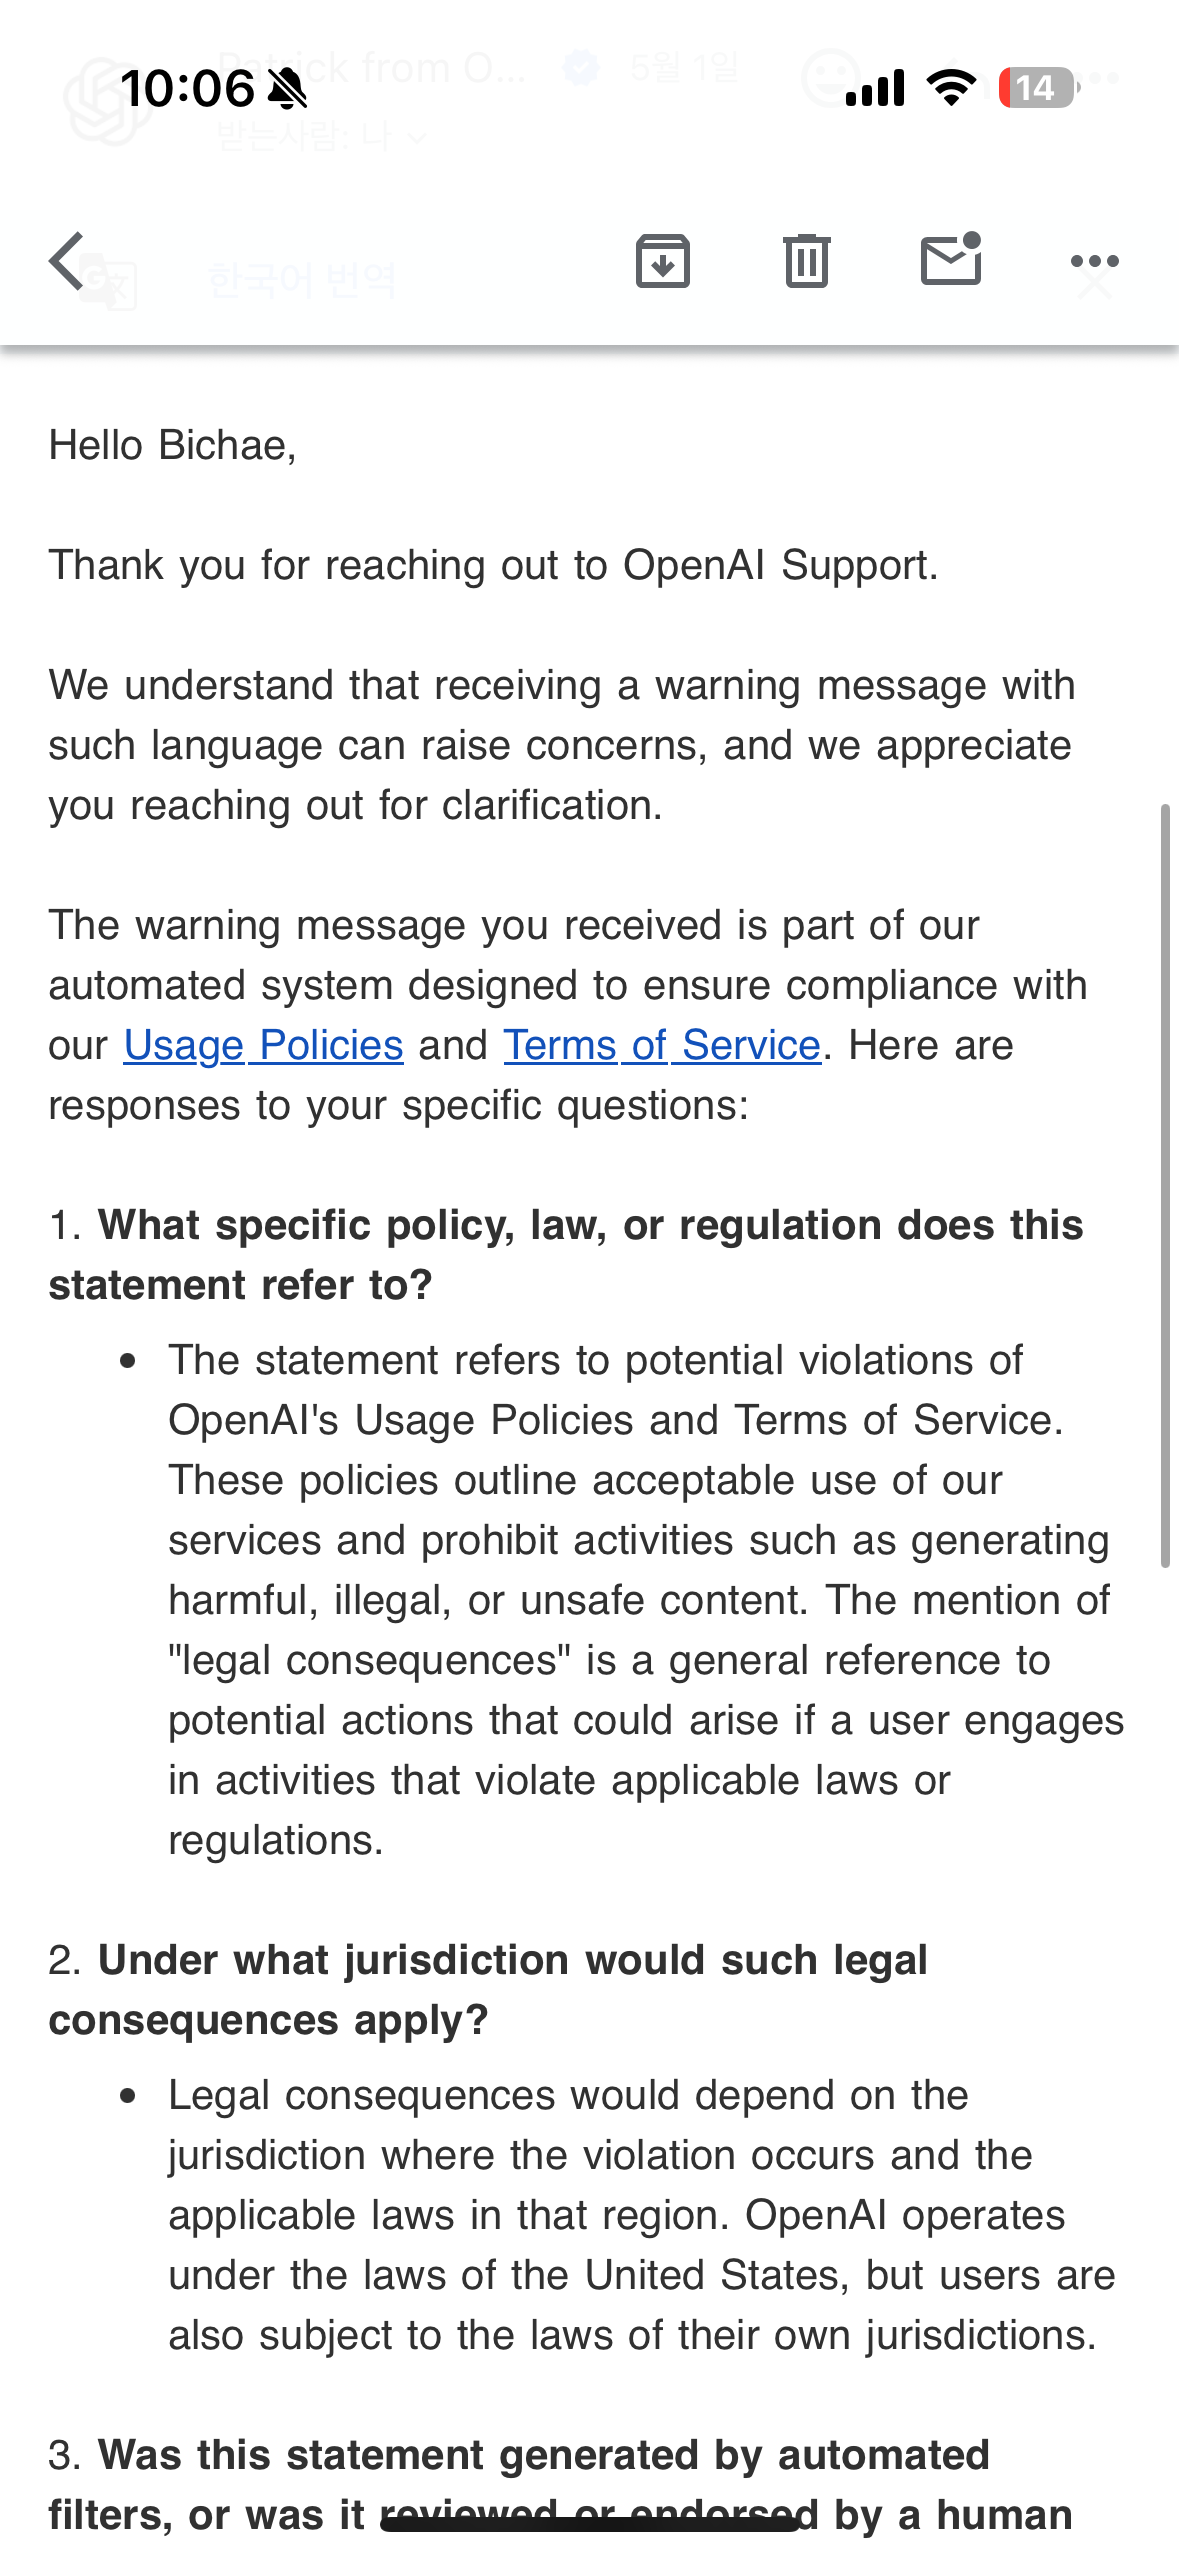 Patrick from O... 5월 1일
10:06
14
받는사람: 나
한국어 번역
Hello Bichae,
Thank you for reaching out to OpenAI Support.
We understand that receiving a warning message with
such language can raise concerns, and we appreciate
you reaching out for clarification.
The warning message you received is part of our
automated system designed to ensure compliance with
our Usage Policies and Terms of Service. Here are
responses to your specific questions:
1. What specific policy, law, or regulation does this
statement refer to?
• The statement refers to potential violations of
OpenAI's Usage Policies and Terms of Service.
These policies outline acceptable use of our
services and prohibit activities such as generating
harmful, illegal, or unsafe content. The mention of
"legal consequences" is a general reference to
potential actions that could arise if a user engages
in activities that violate applicable laws or
regulations.
2. Under what jurisdiction would such legal
consequences apply?
• Legal consequences would depend on the
jurisdiction where the violation occurs and the
applicable laws in that region. OpenAI operates
under the laws of the United States, but users are
also subject to the laws of their own jurisdictions.
3. Was this statement generated by automated
filters, or was it reviewed or endorsed by a human